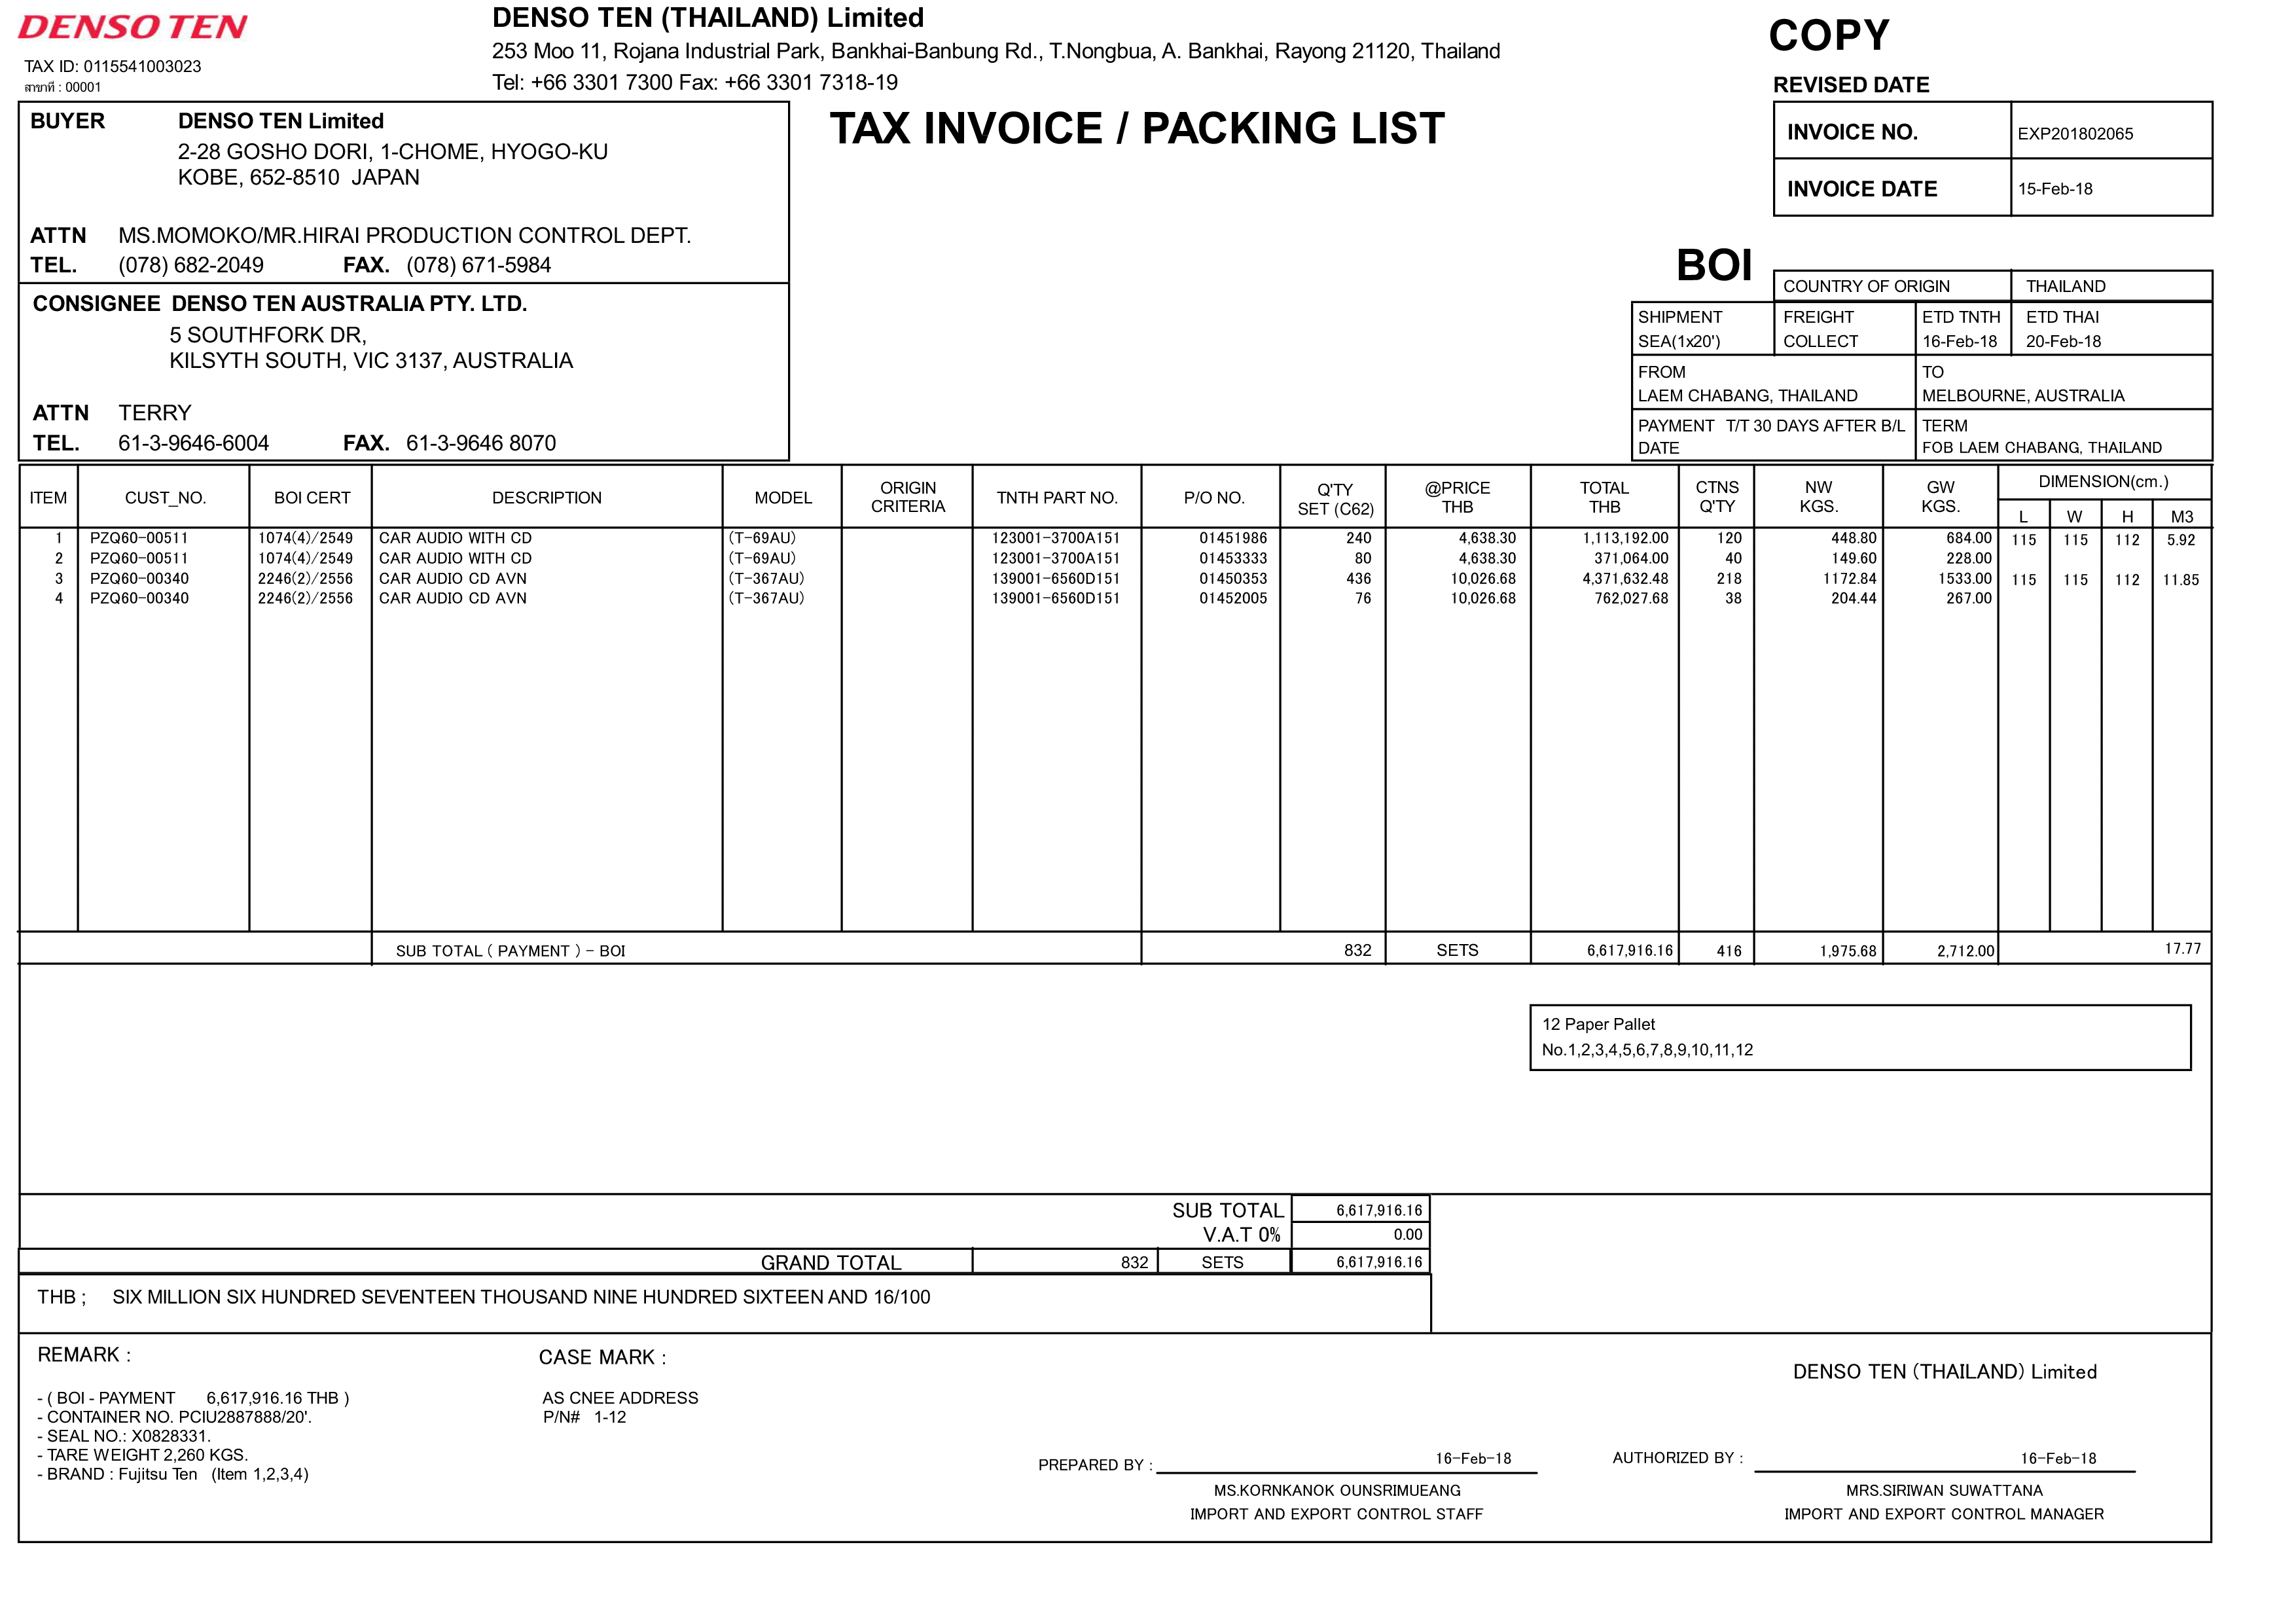 DENSO TEN
TAX ID: 0115541003023
สาขาที่ : 00001
DENSO TEN (THAILAND) Limited
253 Moo 11, Rojana Industrial Park, Bankhai-Banbung Rd., T.Nongbua, A. Bankhai, Rayong 21120, Thailand
Tel: +66 3301 7300 Fax: +66 3301 7318-19
COPY
REVISED DATE
TAX INVOICE / PACKING LIST
INVOICE NO. EXP201802065
INVOICE DATE 15-Feb-18
BUYER DENSO TEN Limited
2-28 GOSHO DORI, 1-CHOME, HYOGO-KU
KOBE, 652-8510 JAPAN
ATTN MS.MOMOKO/MR.HIRAI PRODUCTION CONTROL DEPT.
TEL. (078) 682-2049 FAX. (078) 671-5984
CONSIGNEE DENSO TEN AUSTRALIA PTY. LTD.
5 SOUTHFORK DR,
KILSYTH SOUTH, VIC 3137, AUSTRALIA
ATTN TERRY
TEL. 61-3-9646-6004 FAX. 61-3-9646 8070
BOI
COUNTRY OF ORIGIN THAILAND
SHIPMENT FREIGHT ETD TNTH ETD THAI
SEA(1x20') COLLECT 16-Feb-18 20-Feb-18
FROM TO
LAEM CHABANG, THAILAND MELBOURNE, AUSTRALIA
PAYMENT T/T 30 DAYS AFTER B/L TERM
DATE FOB LAEM CHABANG, THAILAND
ITEM CUST_NO. BOI CERT DESCRIPTION MODEL ORIGIN CRITERIA TNTH PART NO. P/O NO. Q'TY SET (C62) @PRICE THB TOTAL THB CTNS Q'TY NW KGS. GW KGS. DIMENSION(cm.)
L W H M3
1 PZQ60-00511 1074(4)/2549 CAR AUDIO WITH CD (T-69AU) 123001-3700A151 01451986 240 4,638.30 1,113,192.00 120 448.80 684.00 115 115 112 5.92
2 PZQ60-00511 1074(4)/2549 CAR AUDIO WITH CD (T-69AU) 123001-3700A151 01453333 80 4,638.30 371,064.00 40 149.60 228.00
3 PZQ60-00340 2246(2)/2556 CAR AUDIO CD AVN (T-367AU) 139001-6560D151 01450353 436 10,026.68 4,371,632.48 218 1172.84 1533.00 115 115 112 11.85
4 PZQ60-00340 2246(2)/2556 CAR AUDIO CD AVN (T-367AU) 139001-6560D151 01452005 76 10,026.68 762,027.68 38 204.44 267.00
SUB TOTAL ( PAYMENT ) - BOI 832 SETS 6,617,916.16 416 1,975.68 2,712.00 17.77
12 Paper Pallet
No.1,2,3,4,5,6,7,8,9,10,11,12
SUB TOTAL 6,617,916.16
V.A.T 0% 0.00
GRAND TOTAL 832 SETS 6,617,916.16
THB ; SIX MILLION SIX HUNDRED SEVENTEEN THOUSAND NINE HUNDRED SIXTEEN AND 16/100
REMARK :
- ( BOI - PAYMENT 6,617,916.16 THB )
- CONTAINER NO. PCIU2887888/20'.
- SEAL NO.: X0828331.
- TARE WEIGHT 2,260 KGS.
- BRAND : Fujitsu Ten (Item 1,2,3,4)
CASE MARK :
AS CNEE ADDRESS
P/N# 1-12
DENSO TEN (THAILAND) Limited
PREPARED BY : 16-Feb-18
MS.KORNKANOK OUNSRIMUEANG
IMPORT AND EXPORT CONTROL STAFF
AUTHORIZED BY : 16-Feb-18
MRS.SIRIWAN SUWATTANA
IMPORT AND EXPORT CONTROL MANAGER